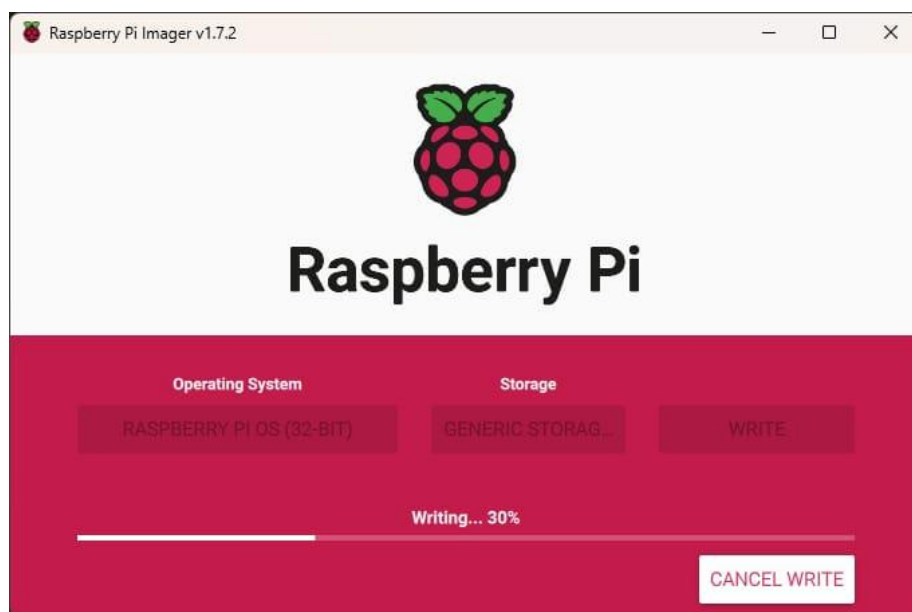 Raspberry Pi Imager v1.7.2
Raspberry Pi
Operating System Storage
RASPBERRY PI OS (32-BIT) GENERIC STORAG... WRITE
Writing... 30%
CANCEL WRITE